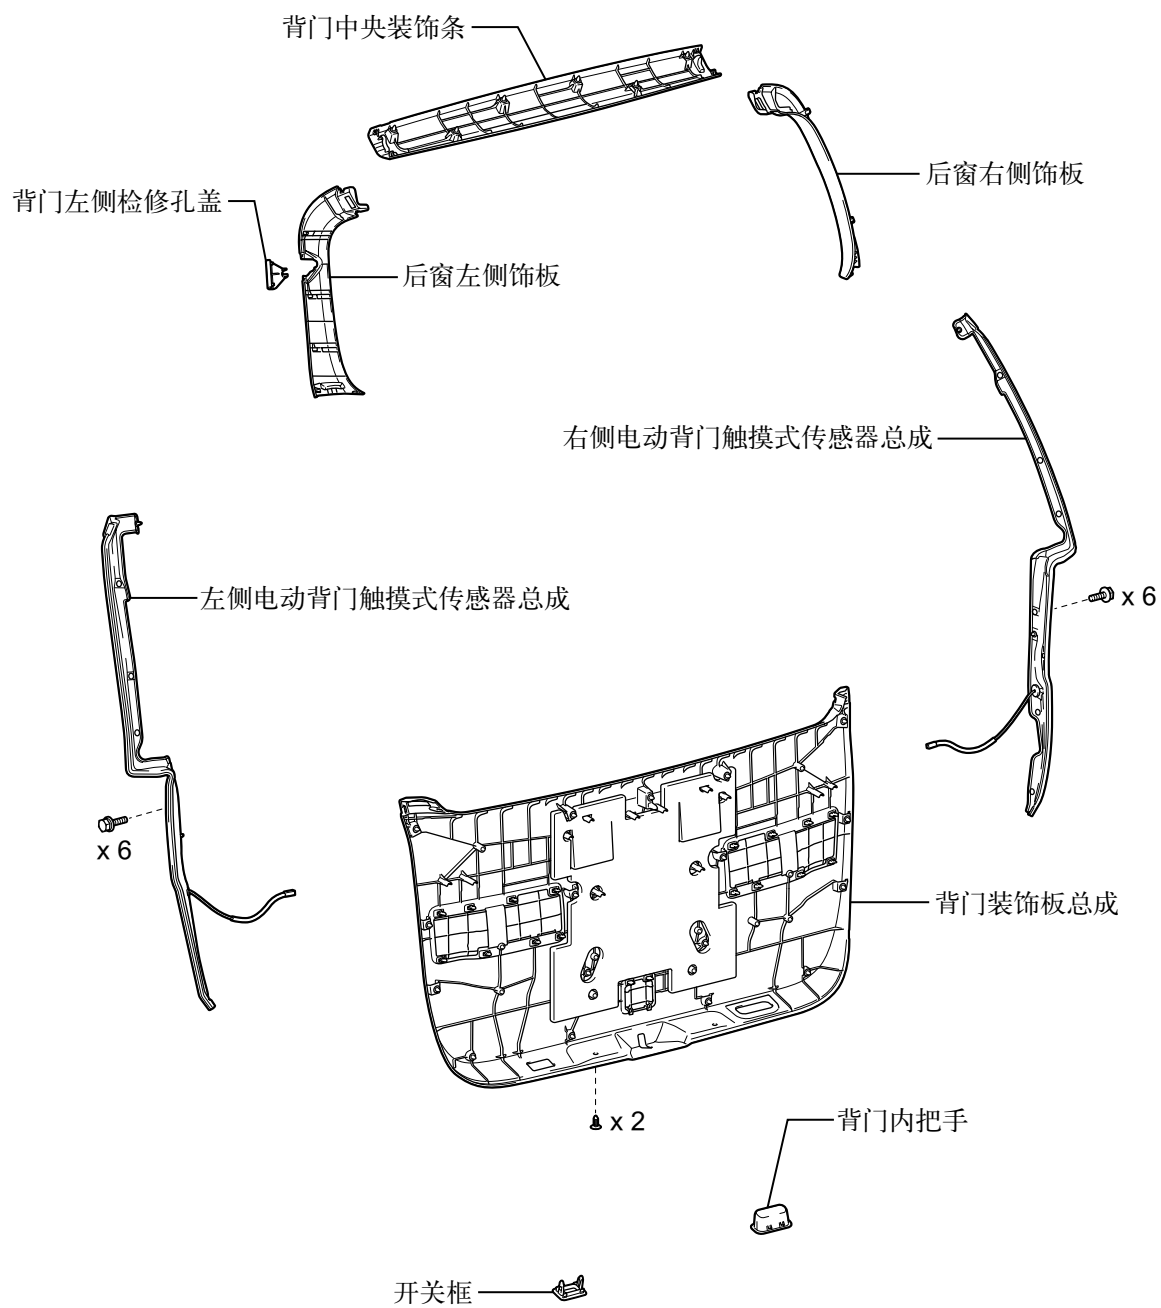 背门中央装饰条
后窗右侧饰板
背门左侧检修孔盖
后窗左侧饰板
右侧电动背门触摸式传感器总成
左侧电动背门触摸式传感器总成
x 6
x 6
背门装饰板总成
x 2
背门内把手
开关框